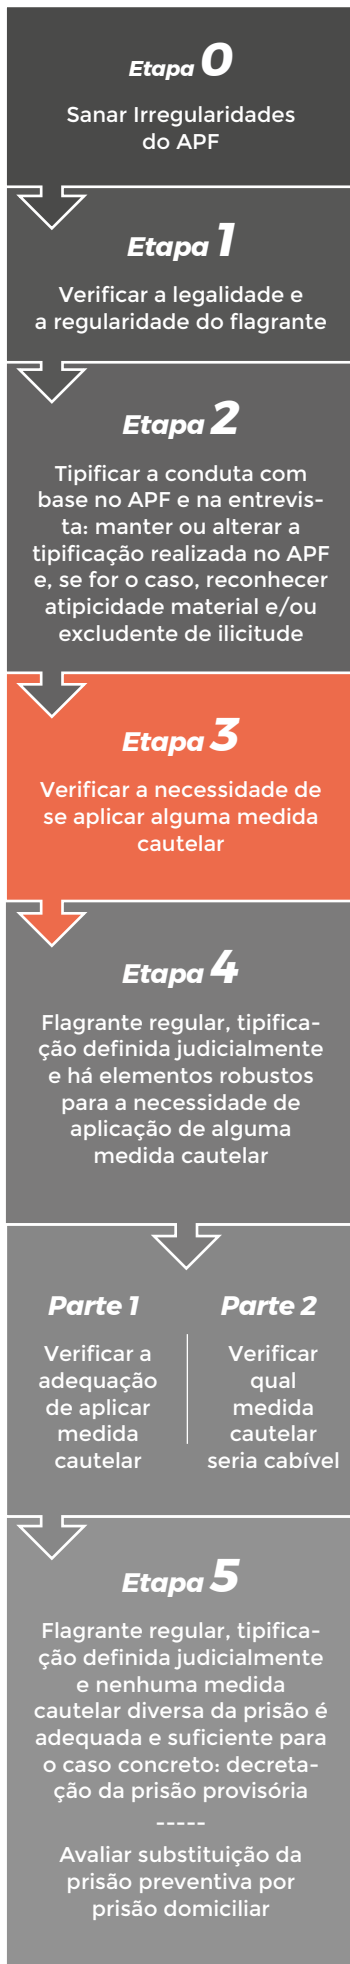 Etapa 0
Sanar Irregularidades
do APF
Etapa 1
Verificar a legalidade e
a regularidade do flagrante
Etapa 2
Tipificar a conduta com
base no APF e na entrevis-
ta: manter ou alterar a
tipificação realizada no APF
e, se for o caso, reconhecer
atipicidade material e/ou
excludente de ilicitude
Etapa 3
Verificar a necessidade de
se aplicar alguma medida
cautelar
Etapa 4
Flagrante regular, tipifica-
ção definida judicialmente
e há elementos robustos
para a necessidade de
aplicação de alguma
medida cautelar
Parte 1
Verificar a
adequação
de aplicar
medida
cautelar
Parte 2
Verificar
qual
medida
cautelar
seria cabível
Etapa 5
Flagrante regular, tipifica-
ção definida judicialmente
e nenhuma medida
cautelar diversa da prisão é
adequada e suficiente para
o caso concreto: decreta-
ção da prisão provisória
-----
Avaliar substituição da
prisão preventiva por
prisão domiciliar